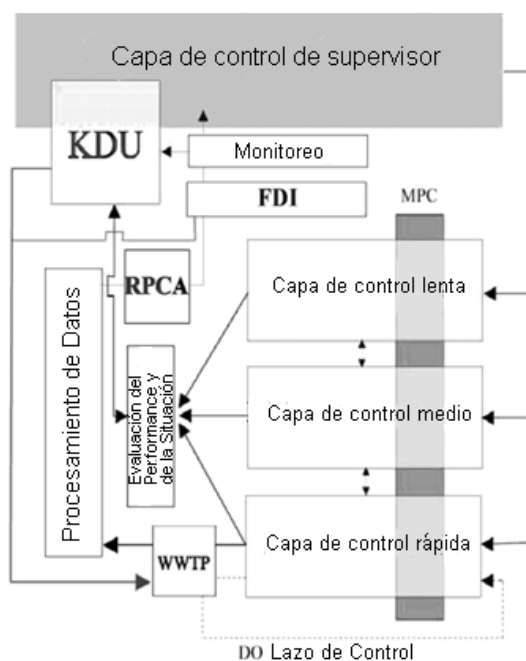 Capa de control de supervisor
KDU
Monitoreo
FDI
MPC
RPCA
Capa de control lenta
Procesamiento de Datos
Evaluación del
Performance y
de la Situación
Capa de control medio
Capa de control rápida
WWTP
DO Lazo de Control